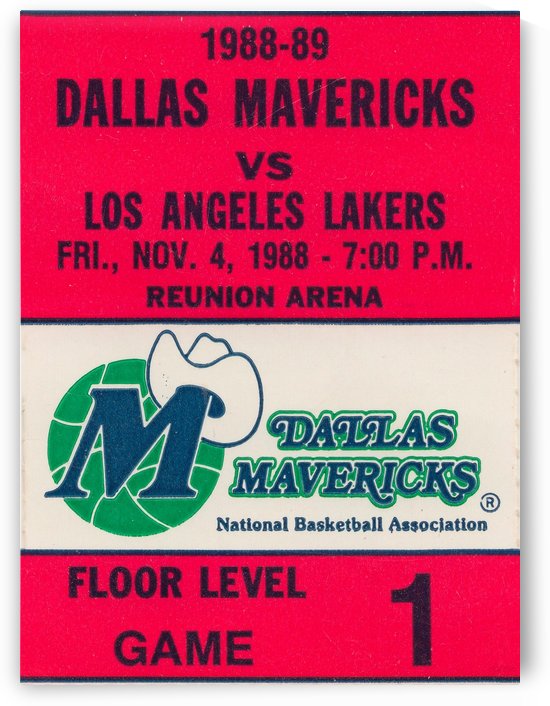 1988-89
DALLAS MAVERICKS
VS
LOS ANGELES LAKERS
FRI., NOV. 4, 1988 - 7:00 P.M.
REUNION ARENA
M
DALLAS
MAVERICKS ®
National Basketball Association
FLOOR LEVEL
GAME 1